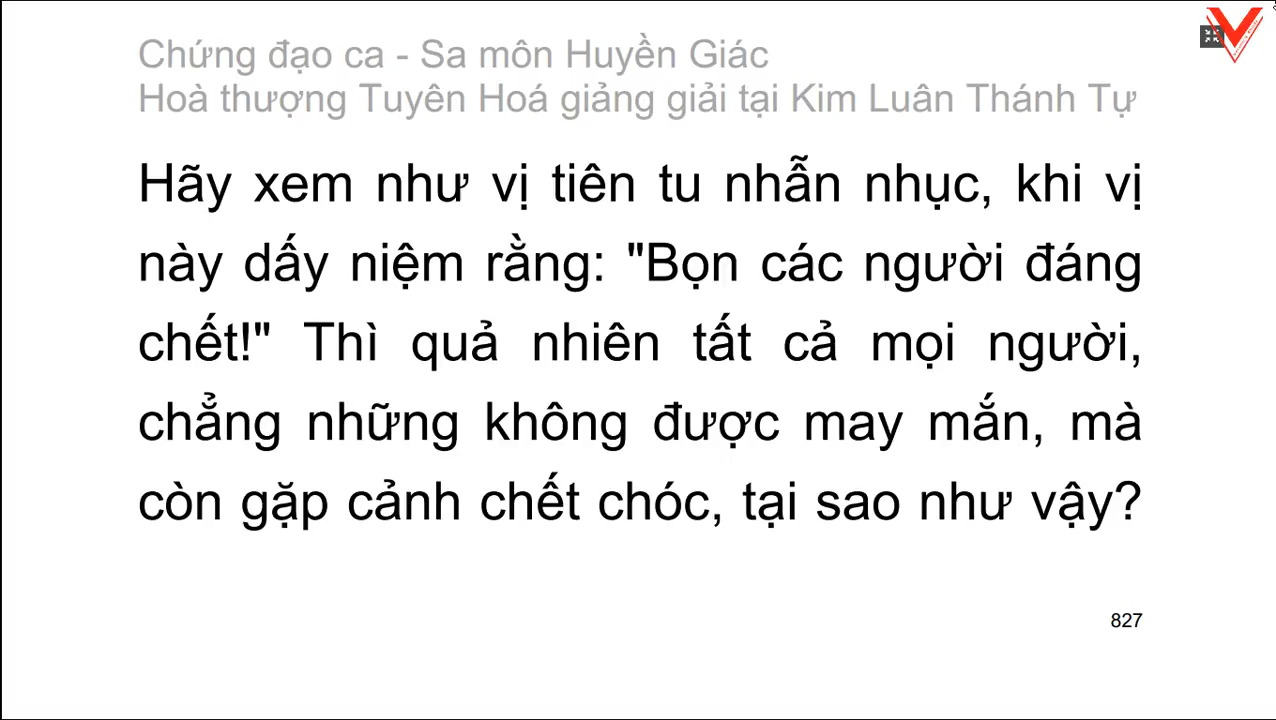 Chứng đạo ca - Sa môn Huyền Giác
Hoà thượng Tuyên Hoá giảng giải tại Kim Luân Thánh Tự
Hãy xem như vị tiên tu nhẫn nhục, khi vị
này dấy niệm rằng: "Bọn các người đáng
chết!" Thì quả nhiên tất cả mọi người,
chẳng những không được may mắn, mà
còn gặp cảnh chết chóc, tại sao như vậy?
827